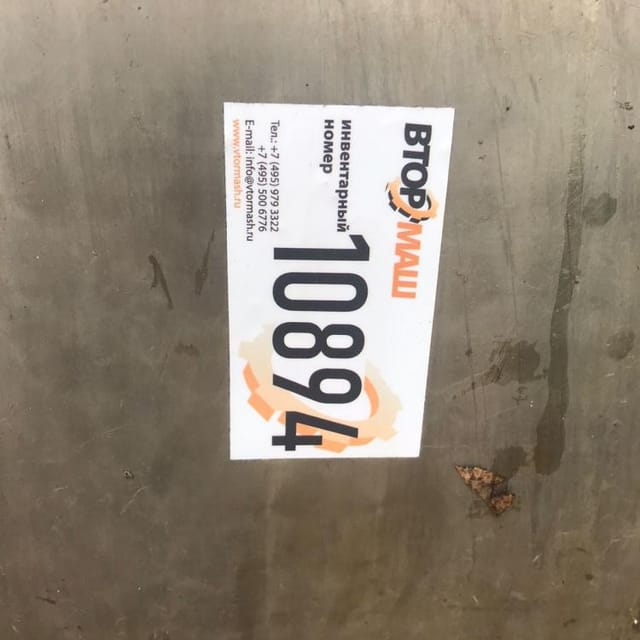 ВТОРМАШ
инвентарный
номер
10894
Тел.: +7 (495) 979 3322
+7 (495) 500 6776
E-mail: info@vtormash.ru
www.vtormash.ru